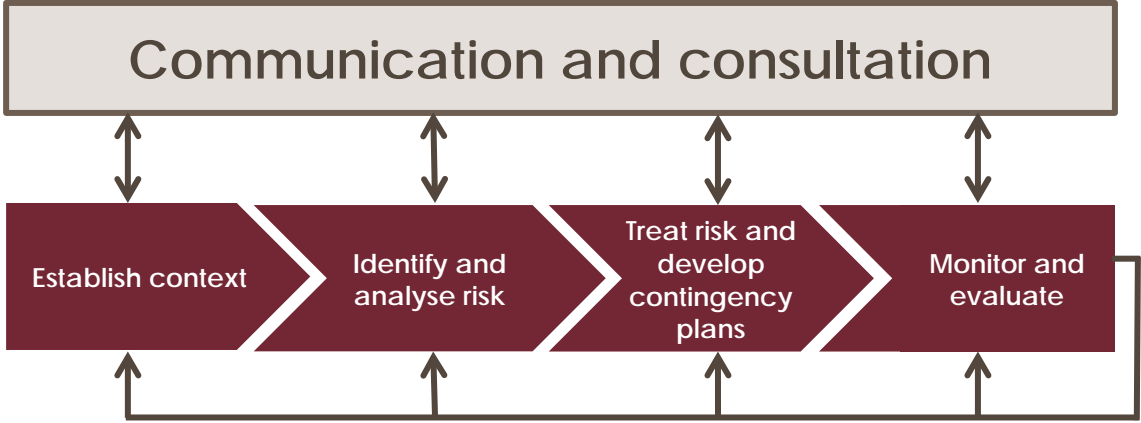 Communication and consultation
Establish context
Identify and
analyse risk
Treat risk and
develop
contingency
plans
Monitor and
evaluate